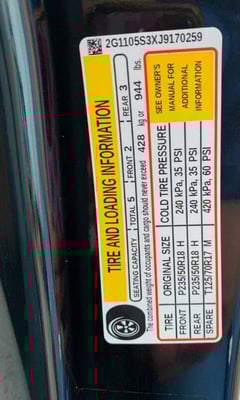 2G1105S3XJ9170259
TIRE AND LOADING INFORMATION
SEATING CAPACITY TOTAL 5 FRONT 2 REAR 3
The combined weight of occupants and cargo should never exceed 428 kg or 944 lbs.
TIRE ORIGINAL SIZE COLD TIRE PRESSURE
FRONT P235/50R18 H 240 kPa, 35 PSI
REAR P235/50R18 H 240 kPa, 35 PSI
SPARE T125/70R17 M 420 kPa, 60 PSI
SEE OWNER'S
MANUAL FOR
ADDITIONAL
INFORMATION